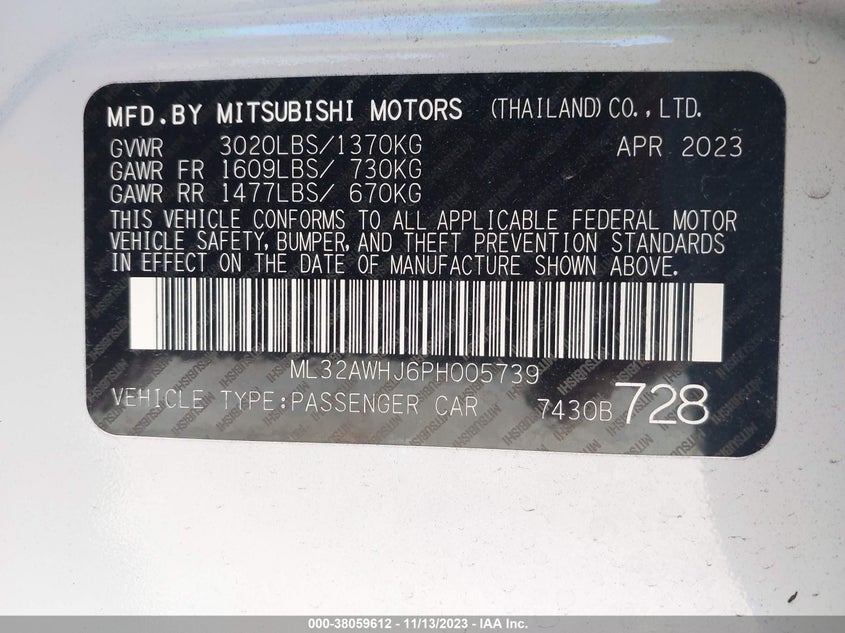 MFD.BY MITSUBISHI MOTORS (THAILAND)CO.,LTD.
GVWR 3020LBS/1370KG APR 2023
GAWR FR 1609LBS/ 730KG
GAWR RR 1477LBS/ 670KG
THIS VEHICLE CONFORMS TO ALL APPLICABLE FEDERAL MOTOR
VEHICLE SAFETY, BUMPER, AND THEFT PREVENTION STANDARDS
IN EFFECT ON THE DATE OF MANUFACTURE SHOWN ABOVE.
ML32AWHJ6PH005739
VEHICLE TYPE:PASSENGER CAR 7430B 728
000-38059612 - 11/13/2023 - IAA Inc.